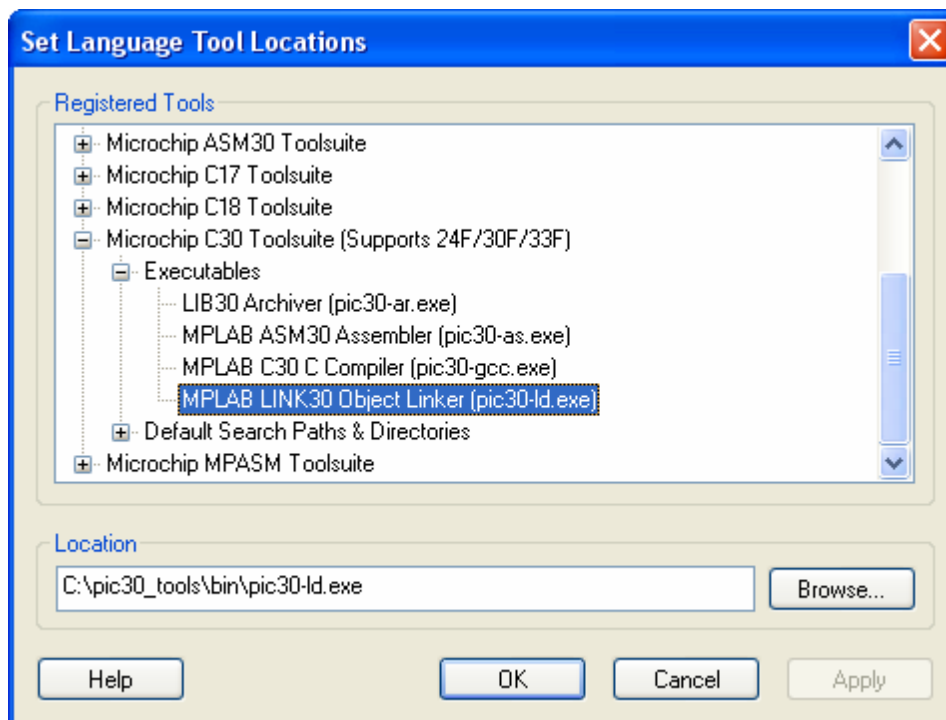 Set Language Tool Locations
Registered Tools
Microchip ASM30 Toolsuite
Microchip C17 Toolsuite
Microchip C18 Toolsuite
Microchip C30 Toolsuite (Supports 24F/30F/33F)
Executables
LIB30 Archiver (pic30-ar.exe)
MPLAB ASM30 Assembler (pic30-as.exe)
MPLAB C30 C Compiler (pic30-gcc.exe)
MPLAB LINK30 Object Linker (pic30-ld.exe)
Default Search Paths & Directories
Microchip MPASM Toolsuite
Location
C:\pic30_tools\bin\pic30-ld.exe
Browse...
Help
OK
Cancel
Apply